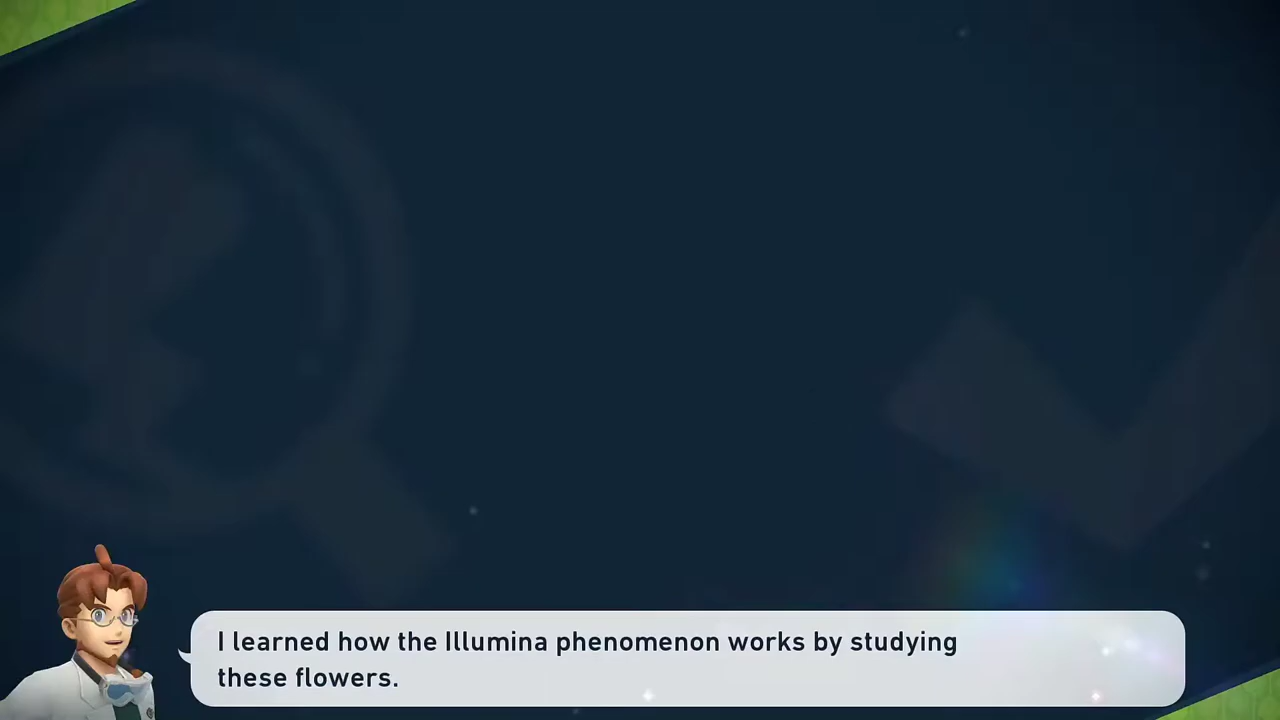 I learned how the Illumina phenomenon works by studying
these flowers.